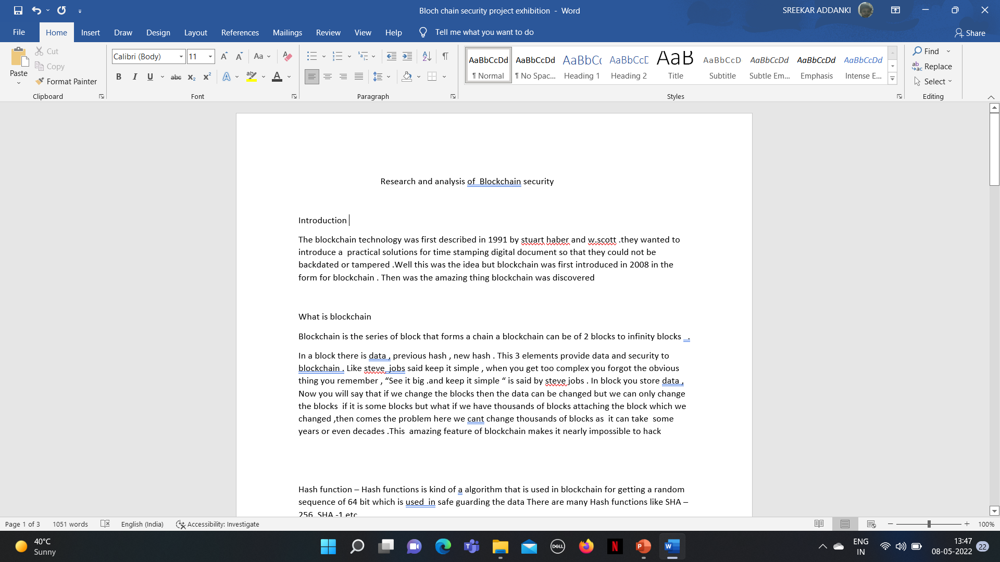 Bloch chain security project exhibition - Word
SREEKAR ADDANKI
File Home Insert Draw Design Layout References Mailings Review View Help Tell me what you want to do
Share
Paste
Cut
Copy
Format Painter
Clipboard
Calibri (Body) 11
Aa
B I U abc x₂ x² A ab A
Font
Paragraph
AaBbCcDd AaBbCcDd AaBbCc AaBbCcD AaB AaBbCcD AaBbCcDd AaBbCcDd AaBbCcDd
¶ Normal ¶ No Spac... Heading 1 Heading 2 Title Subtitle Subtle Em... Emphasis Intense E...
Styles
Find
Replace
Select
Editing
Research and analysis of  Blockchain security
Introduction
The blockchain technology was first described in 1991 by stuart haber and w.scott .they wanted to
introduce a  practical solutions for time stamping digital document so that they could not be
backdated or tampered .Well this was the idea but blockchain was first introduced in 2008 in the
form for blockchain . Then was the amazing thing blockchain was discovered
What is blockchain
Blockchain is the series of block that forms a chain a blockchain can be of 2 blocks to infinity blocks  .
In a block there is data , previous hash , new hash . This 3 elements provide data and security to
blockchain . Like steve  jobs said keep it simple , when you get too complex you forgot the obvious
thing you remember , “See it big .and keep it simple “ is said by steve jobs . In block you store data ,
Now you will say that if we change the blocks then the data can be changed but we can only change
the blocks  if it is some blocks but what if we have thousands of blocks attaching the block which we
changed ,then comes the problem here we cant change thousands of blocks as  it can take  some
years or even decades .This  amazing feature of blockchain makes it nearly impossible to hack
Hash function – Hash functions is kind of a algorithm that is used in blockchain for getting a random
sequence of 64 bit which is used  in safe guarding the data There are many Hash functions like SHA –
256, SHA -1 etc
Page 1 of 3 1051 words English (India) Accessibility: Investigate 100%
40°C
Sunny
DELL
ENG
IN
13:47
08-05-2022
22